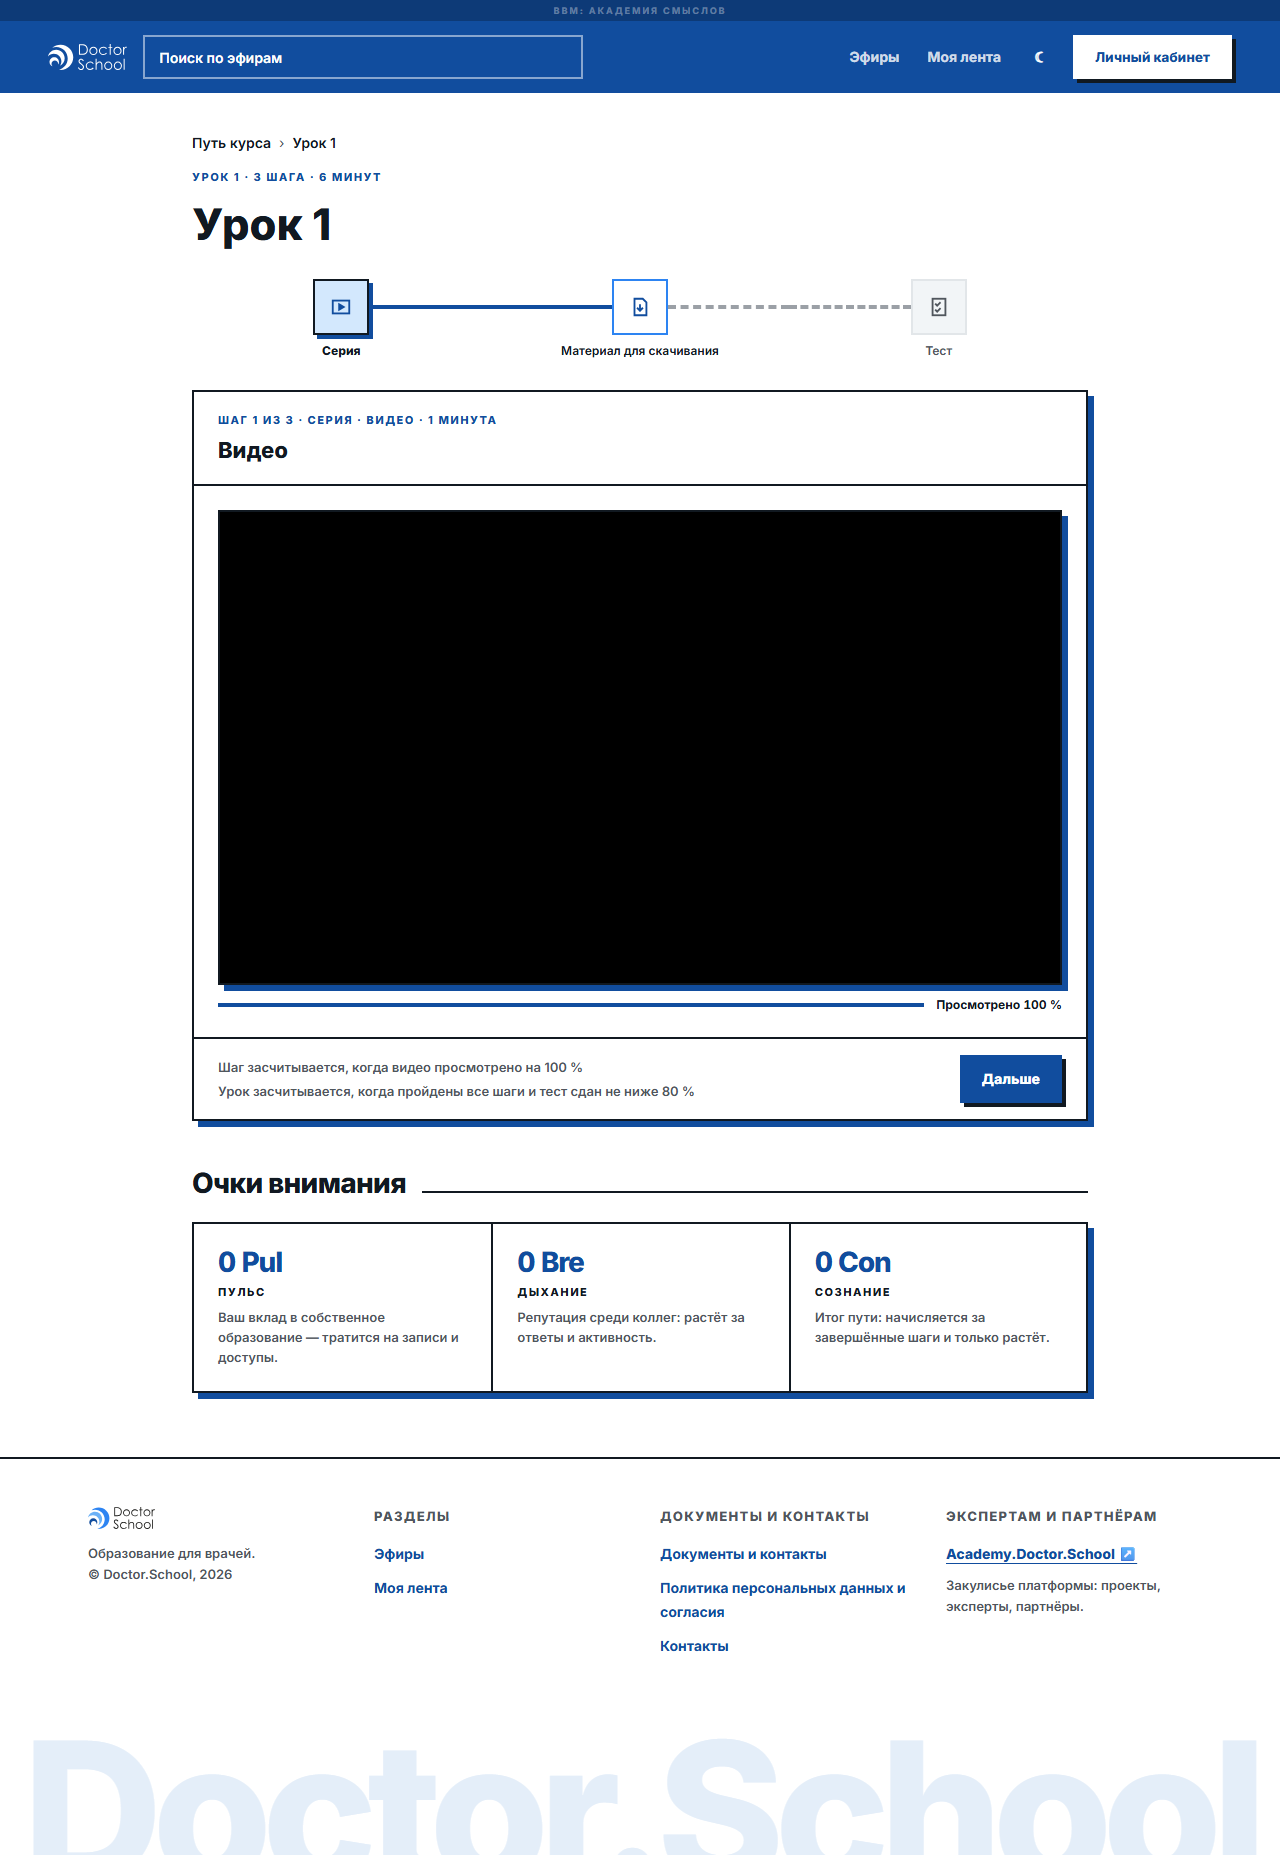 ВВМ: АКАДЕМИЯ СМЫСЛОВ
Doctor
School
Поиск по эфирам
Эфиры
Моя лента
Личный кабинет
Путь курса › Урок 1
УРОК 1 · 3 ШАГА · 6 МИНУТ
Урок 1
Серия
Материал для скачивания
Тест
ШАГ 1 ИЗ 3 · СЕРИЯ · ВИДЕО · 1 МИНУТА
Видео
Просмотрено 100 %
Шаг засчитывается, когда видео просмотрено на 100 %
Урок засчитывается, когда пройдены все шаги и тест сдан не ниже 80 %
Дальше
Очки внимания
0 Pul
ПУЛЬС
Ваш вклад в собственное
образование — тратится на записи и
доступы.
0 Bre
ДЫХАНИЕ
Репутация среди коллег: растёт за
ответы и активность.
0 Con
СОЗНАНИЕ
Итог пути: начисляется за
завершённые шаги и только растёт.
Doctor
School
Образование для врачей.
© Doctor.School, 2026
РАЗДЕЛЫ
Эфиры
Моя лента
ДОКУМЕНТЫ И КОНТАКТЫ
Документы и контакты
Политика персональных данных и
согласия
Контакты
ЭКСПЕРТАМ И ПАРТНЁРАМ
Academy.Doctor.School ↗
Закулисье платформы: проекты,
эксперты, партнёры.
Doctor.School